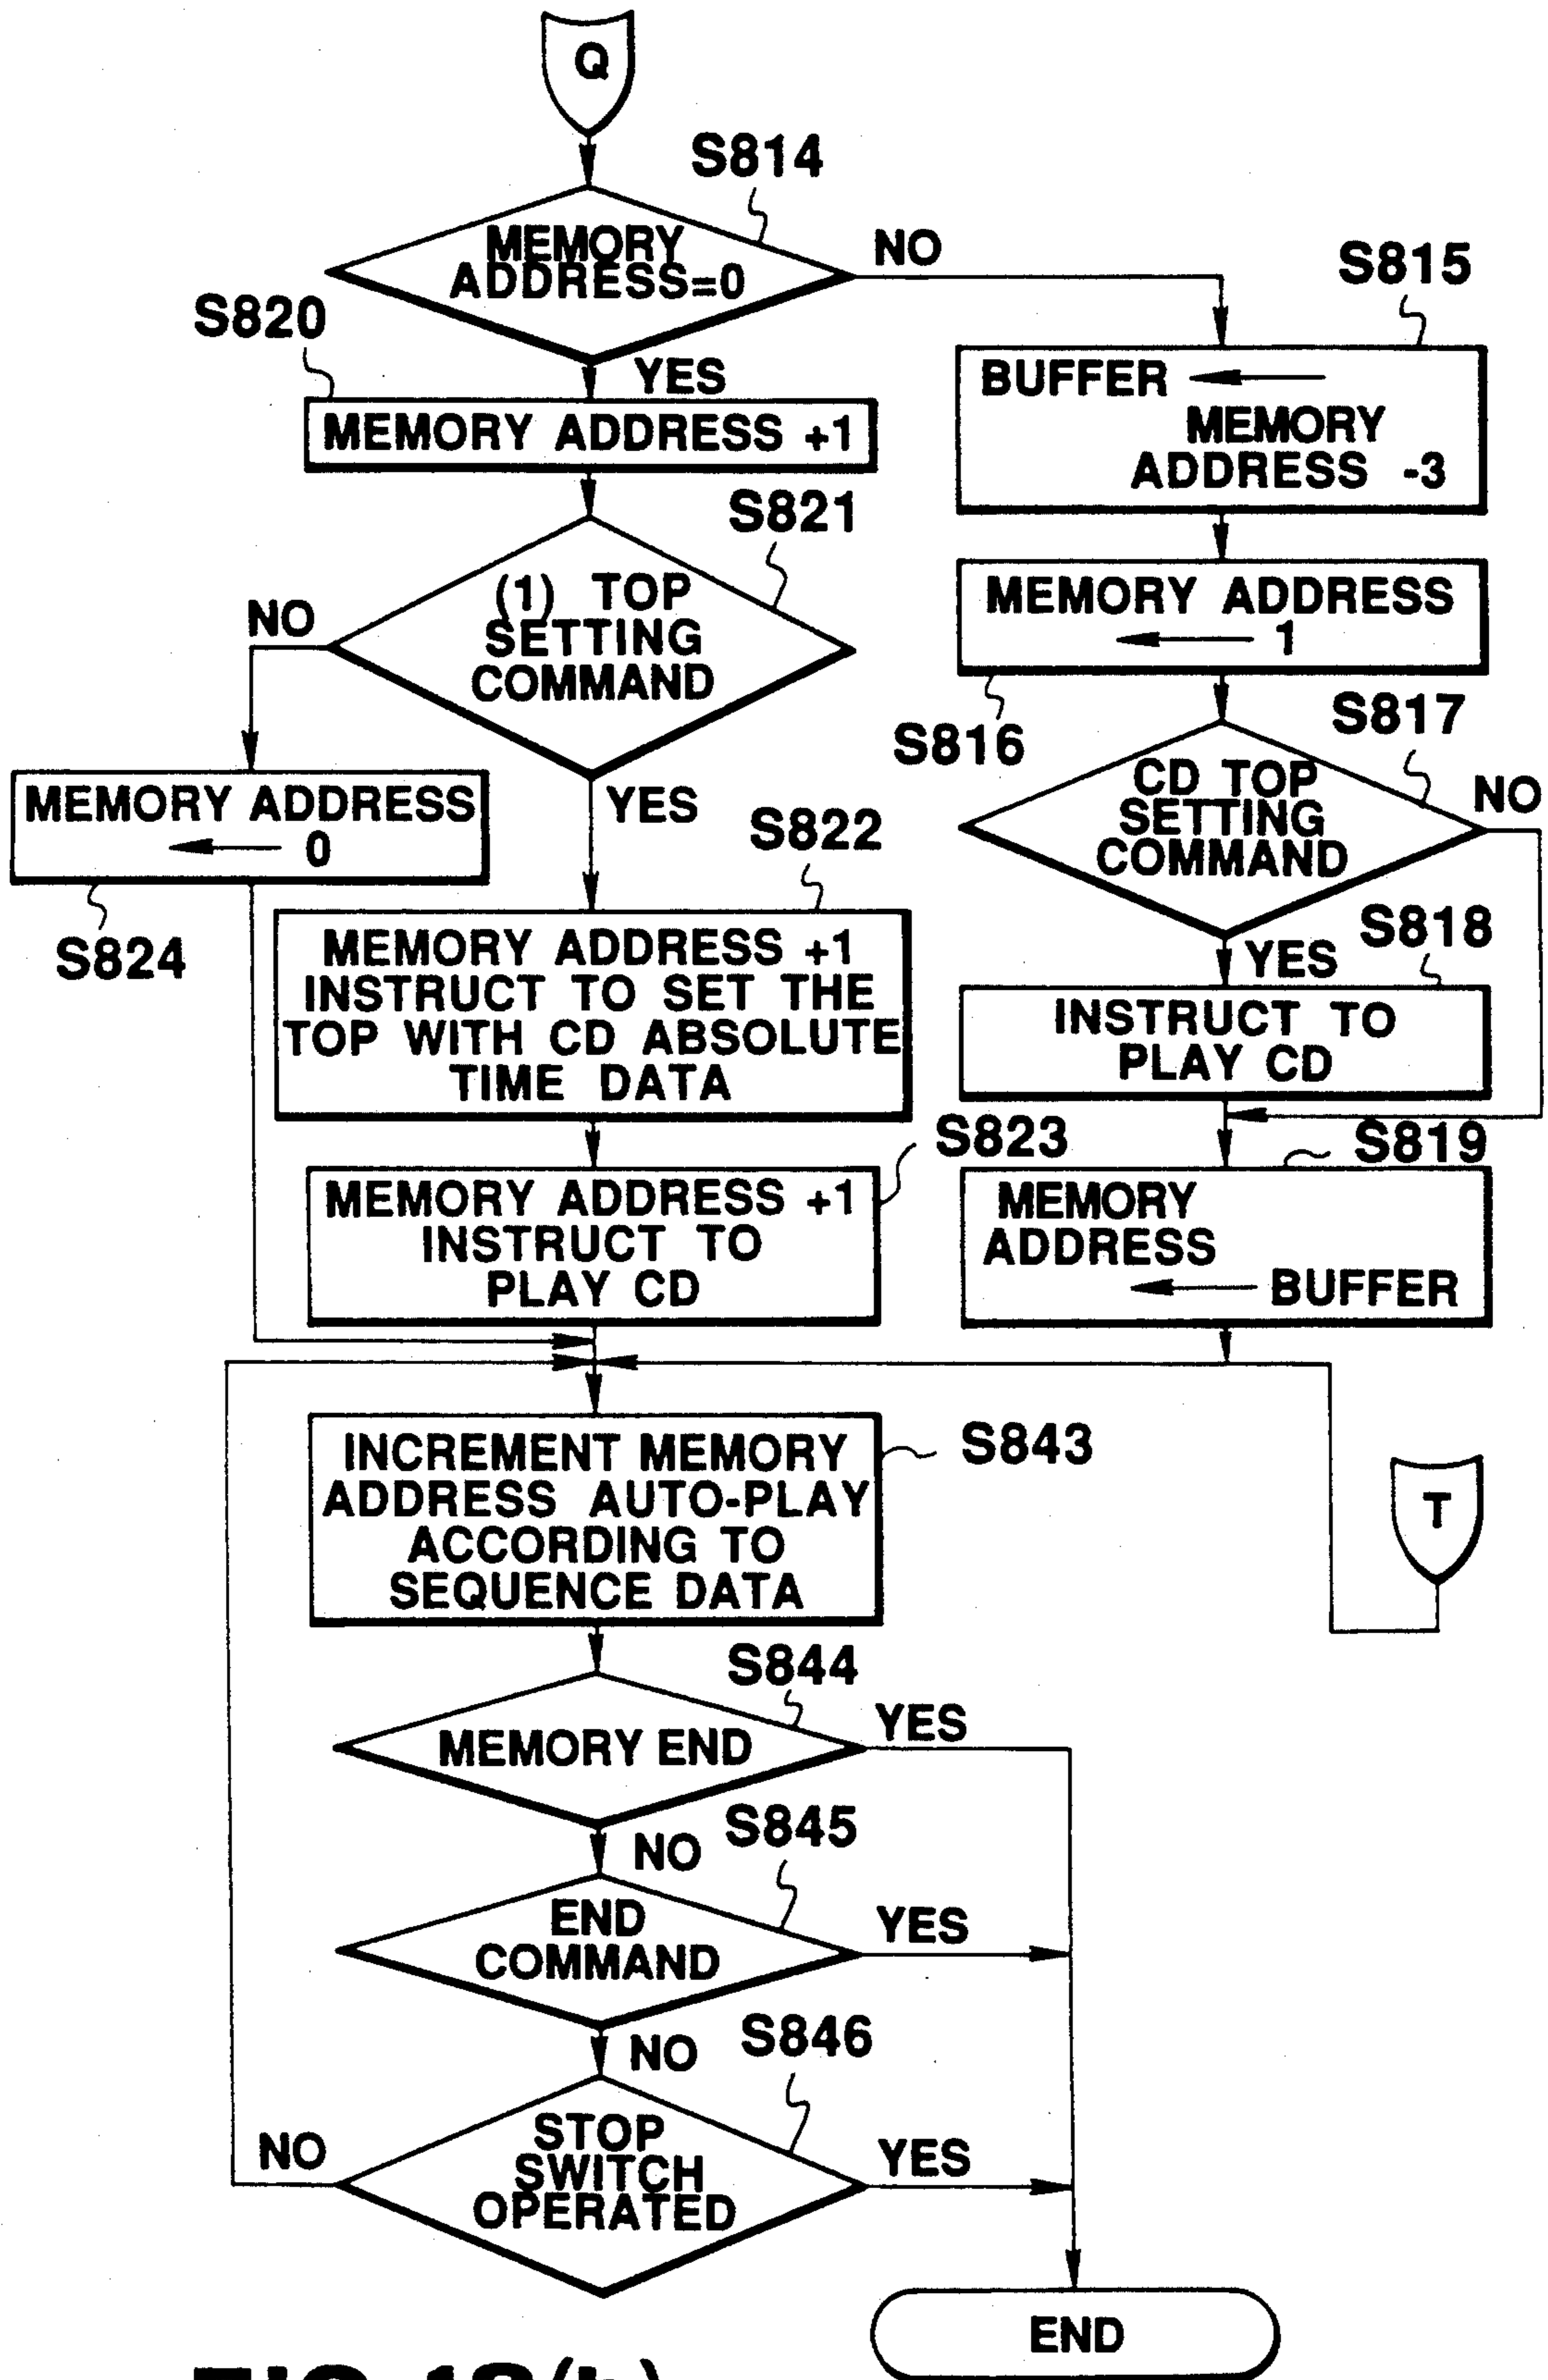 Q
S814
MEMORY
ADDRESS=0
NO
S815
S820
YES
BUFFER ←
MEMORY
ADDRESS -3
MEMORY ADDRESS +1
S821
(1) TOP
SETTING
COMMAND
NO
MEMORY ADDRESS
← 1
S816
S817
CD TOP
SETTING
COMMAND
NO
MEMORY ADDRESS
← 0
S824
YES
S822
YES
S818
MEMORY ADDRESS +1
INSTRUCT TO SET THE
TOP WITH CD ABSOLUTE
TIME DATA
INSTRUCT TO
PLAY CD
S823
S819
MEMORY ADDRESS +1
INSTRUCT TO
PLAY CD
MEMORY
ADDRESS
← BUFFER
S843
INCREMENT MEMORY
ADDRESS AUTO-PLAY
ACCORDING TO
SEQUENCE DATA
T
S844
MEMORY END
YES
NO
S845
END
COMMAND
YES
NO
S846
STOP
SWITCH
OPERATED
NO
YES
END